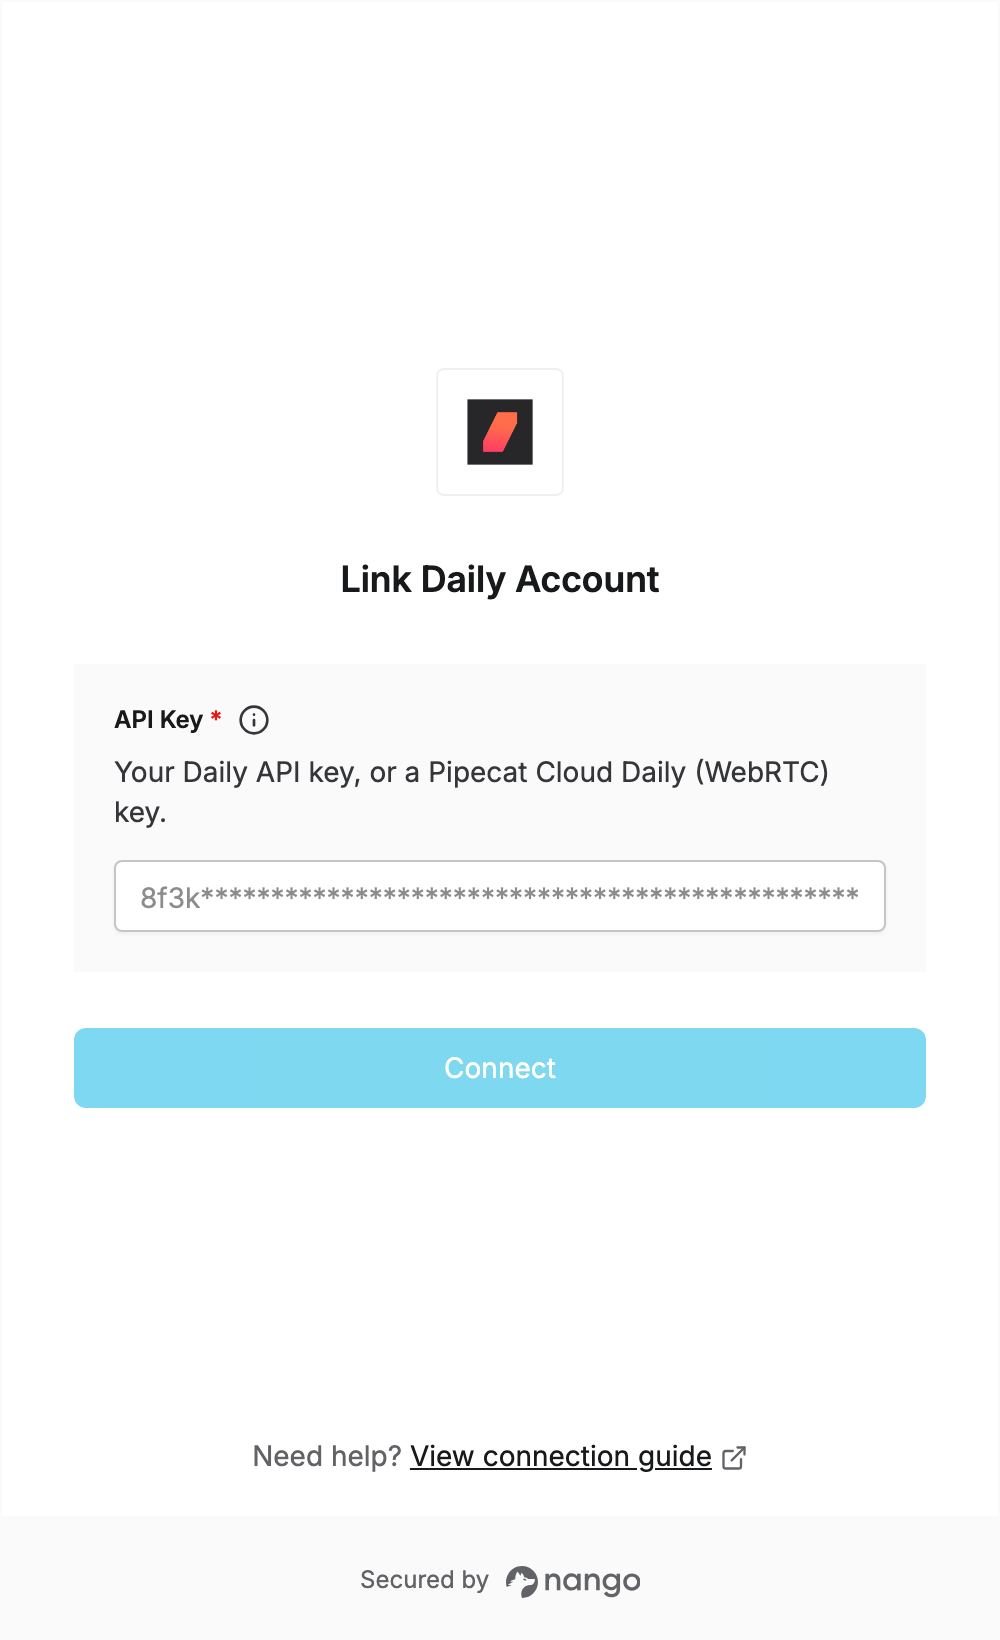 Link Daily Account
API Key *
Your Daily API key, or a Pipecat Cloud Daily (WebRTC)
key.
8f3k***********************************************
Connect
Need help? View connection guide
Secured by nango